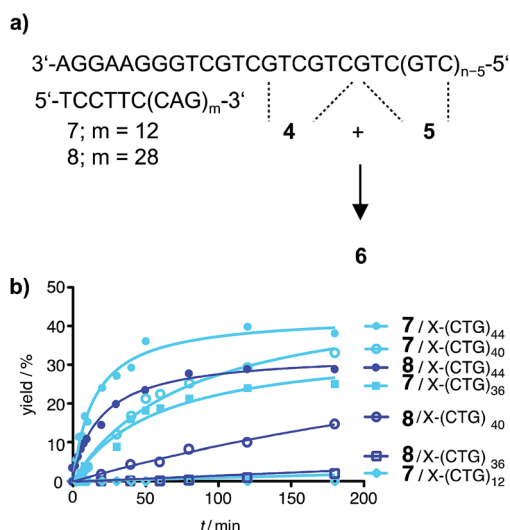 a)
3'-AGGAAGGGTCGTCGTCGTCGTC(GTC)n-5-5'
5'-TCCTTC(CAG)m-3'
7; m = 12
8; m = 28
4 + 5
6
b)
50
40
30
20
10
0
yield / %
0 50 100 150 200
t/ min
7 / X-(CTG)44
7 / X-(CTG)40
8 / X-(CTG)44
7 / X-(CTG)36
8 / X-(CTG) 40
8 / X-(CTG) 36
7 / X-(CTG)12